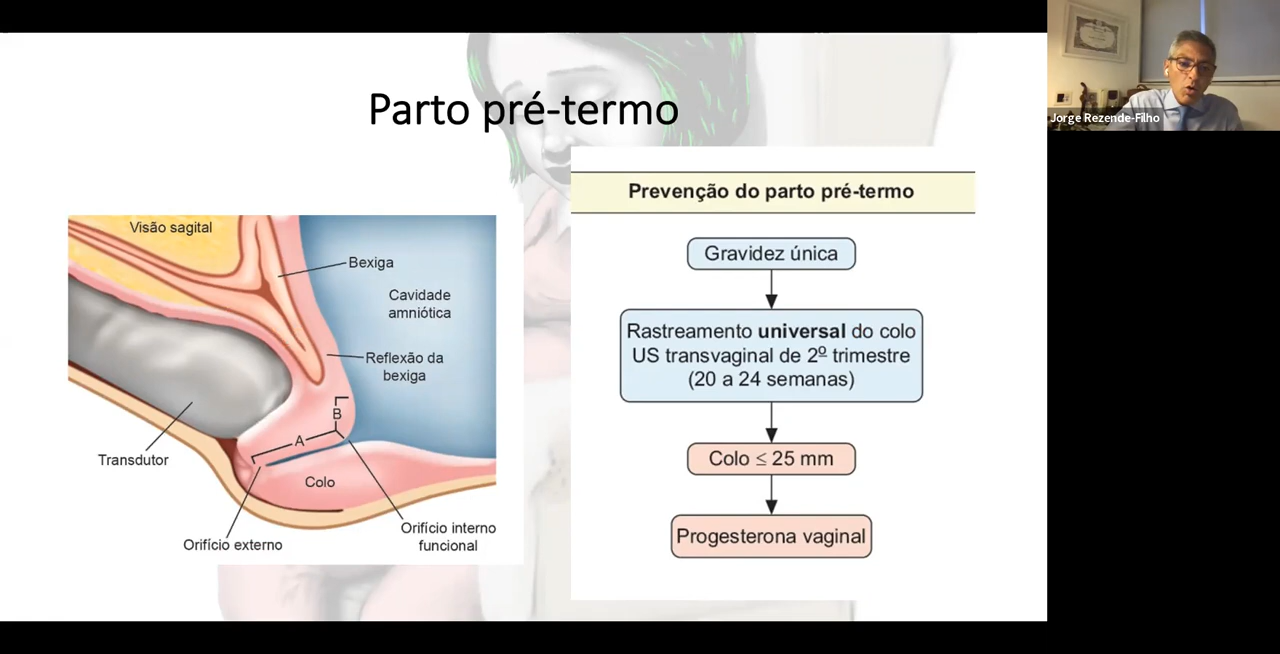 Parto pré-termo
Jorge Rezende-Filho
Visão sagital
Bexiga
Cavidade
amniótica
Reflexão da
bexiga
B
A
Transdutor
Colo
Orifício interno
funcional
Orifício externo
Prevenção do parto pré-termo
Gravidez única
Rastreamento universal do colo
US transvaginal de 2º trimestre
(20 a 24 semanas)
Colo ≤ 25 mm
Progesterona vaginal